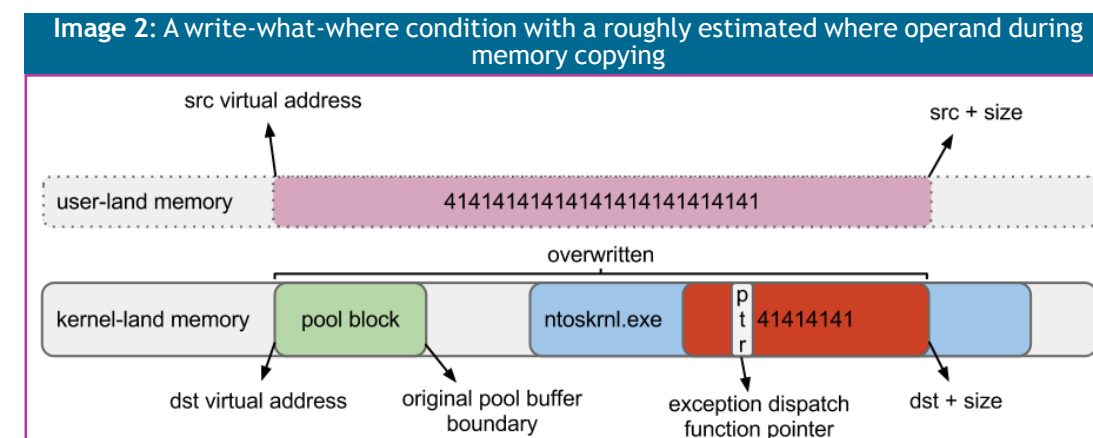 Image 2: A write-what-where condition with a roughly estimated where operand during
memory copying
src virtual address
src + size
user-land memory
41414141414141414141414141
overwritten
kernel-land memory
pool block
ntoskrnl.exe
ptr
41414141
dst virtual address
original pool buffer
boundary
exception dispatch
function pointer
dst + size